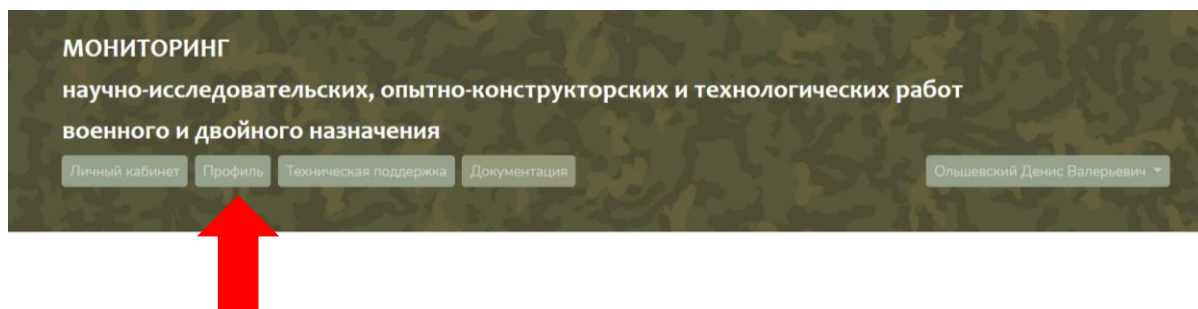 МОНИТОРИНГ
научно-исследовательских, опытно-конструкторских и технологических работ
военного и двойного назначения
Личный кабинет Профиль Техническая поддержка Документация Ольшевский Денис Валерьевич